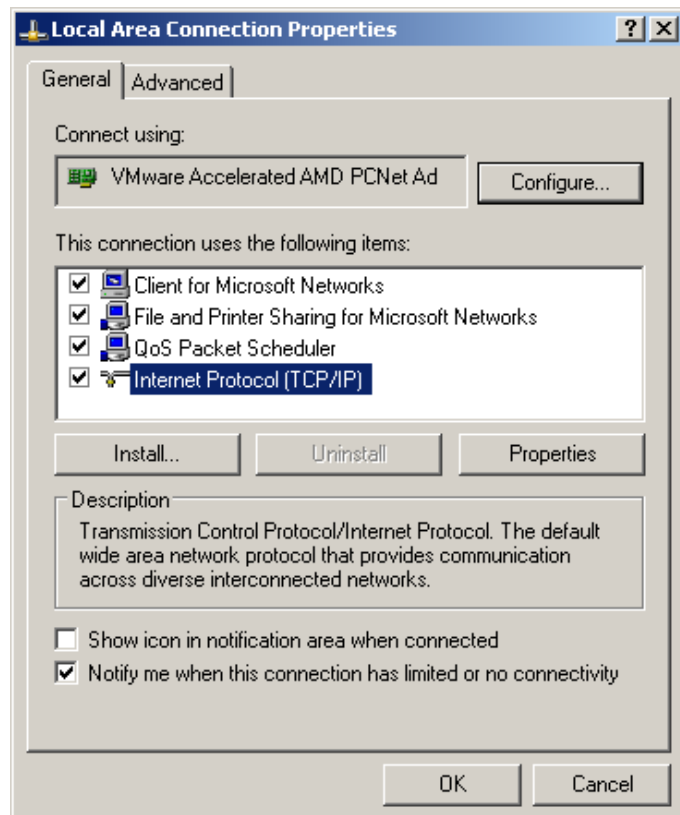 Local Area Connection Properties
General Advanced
Connect using:
VMware Accelerated AMD PCNet Ad Configure...
This connection uses the following items:
Client for Microsoft Networks
File and Printer Sharing for Microsoft Networks
QoS Packet Scheduler
Internet Protocol (TCP/IP)
Install... Uninstall Properties
Description
Transmission Control Protocol/Internet Protocol. The default
wide area network protocol that provides communication
across diverse interconnected networks.
Show icon in notification area when connected
Notify me when this connection has limited or no connectivity
OK Cancel